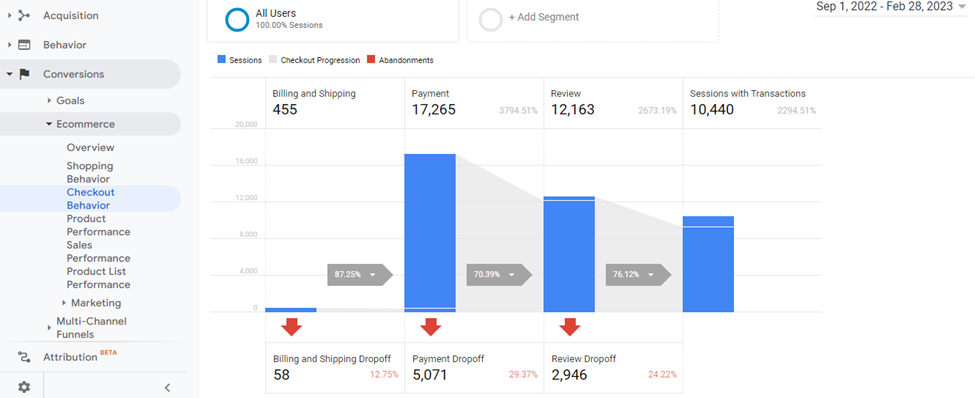 Acquisition
Behavior
Conversions
Goals
Ecommerce
Overview
Shopping
Behavior
Checkout
Behavior
Product
Performance
Sales
Performance
Product List
Performance
Marketing
Multi-Channel
Funnels
Attribution BETA
All Users
100.00% Sessions
+ Add Segment
Sep 1, 2022 - Feb 28, 2023
Sessions Checkout Progression Abandonments
Billing and Shipping Payment Review Sessions with Transactions
455 17,265 3794.51% 12,163 2673.19% 10,440 2294.51%
20,000
16,000
12,000
8,000
4,000
0
87.25% 70.39% 76.12%
Billing and Shipping Dropoff Payment Dropoff Review Dropoff
58 12.75% 5,071 29.37% 2,946 24.22%